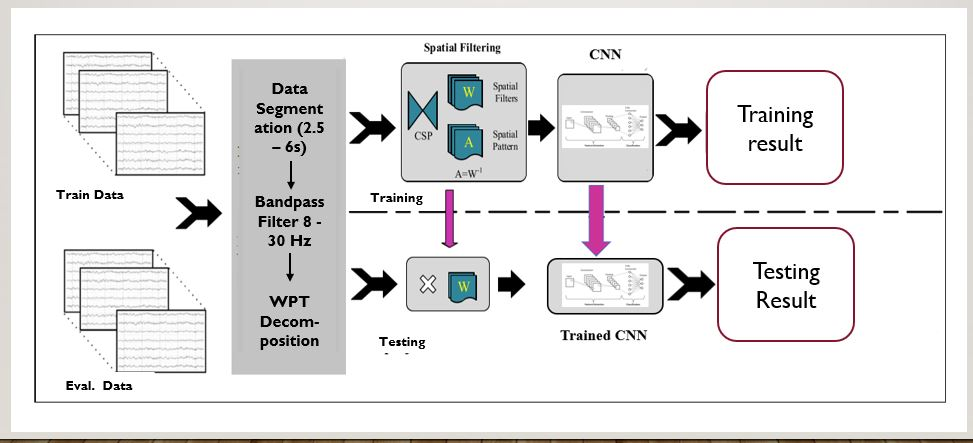 Spatial Filtering
CNN
Data
Segment
ation (2.5
– 6s)
Bandpass
Filter 8 -
30 Hz
WPT
Decom-
position
Train Data
Eval. Data
W
Spatial
Filters
CSP
A
Spatial
Pattern
A=W⁻¹
Training
result
Training
W
Testing
Trained CNN
Testing
Result